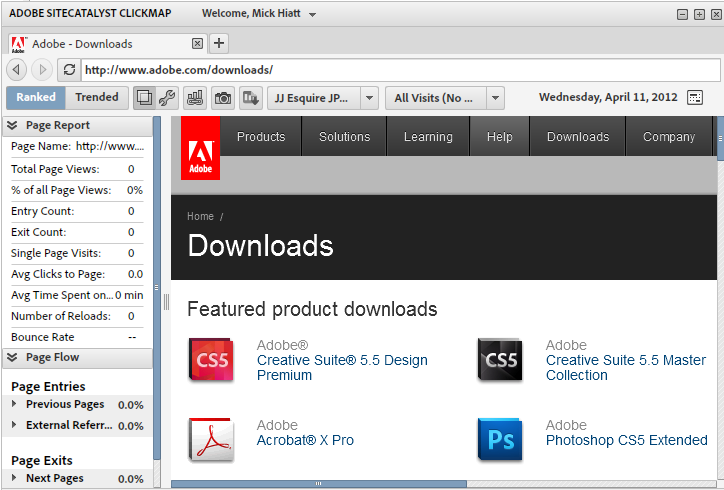 ADOBE SITECATALYST CLICKMAP Welcome, Mick Hiatt
Adobe - Downloads
http://www.adobe.com/downloads/
Ranked Trended JJ Esquire JP... All Visits (No ... Wednesday, April 11, 2012
Page Report
Page Name: http://www....
Total Page Views: 0
% of all Page Views: 0%
Entry Count: 0
Exit Count: 0
Single Page Visits: 0
Avg Clicks to Page: 0.0
Avg Time Spent on... 0 min
Number of Reloads: 0
Bounce Rate --
Page Flow
Page Entries
Previous Pages 0.0%
External Referr... 0.0%
Page Exits
Next Pages 0.0%
Adobe
Products Solutions Learning Help Downloads Company
Home /
Downloads
Featured product downloads
CS5
Adobe®
Creative Suite® 5.5 Design
Premium
CS5
Adobe
Creative Suite 5.5 Master
Collection
Adobe
Acrobat® X Pro
Ps
Adobe
Photoshop CS5 Extended